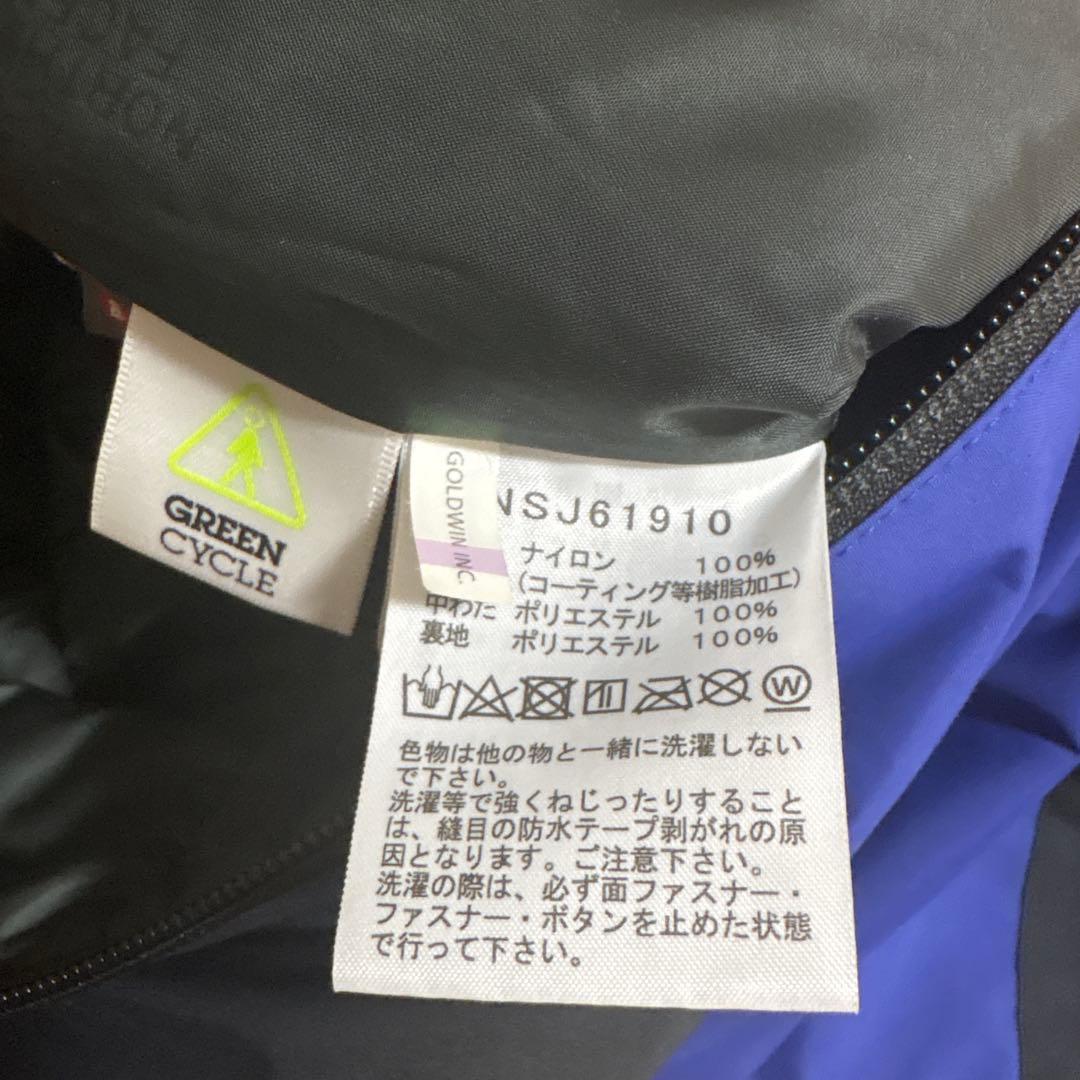 GREEN
CYCLE
GOLDWIN INC.
NSJ61910
ナイロン 100%
(コーティング等樹脂加工)
中わた ポリエステル 100%
裏地 ポリエステル 100%
W
色物は他の物と一緒に洗濯しない
で下さい。
洗濯等で強くねじったりすること
は、縫目の防水テープ剥がれの原
因となります。ご注意下さい。
洗濯の際は、必ず面ファスナー・
ファスナー・ボタンを止めた状態
で行って下さい。